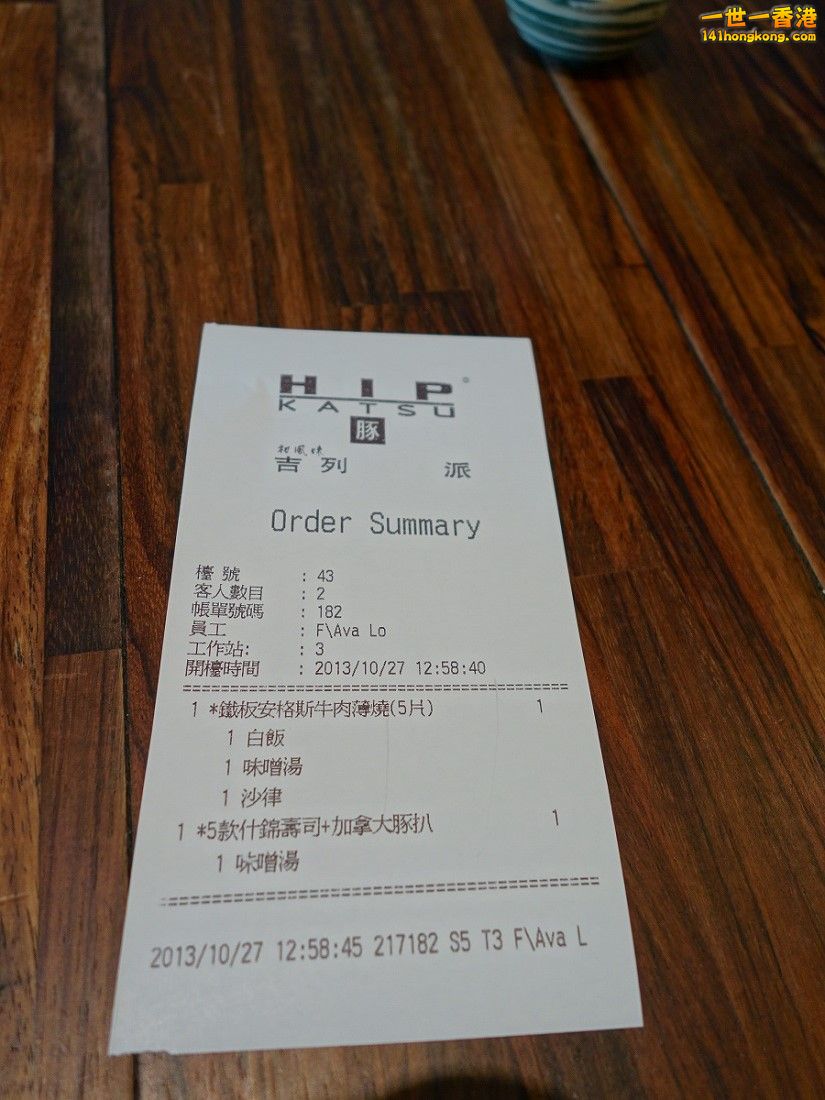 一世一香港
141hongkong.com
HIP
KATSU
豚
和風味
吉列 派
Order Summary
檯號 : 43
客人數目 : 2
帳單號碼 : 182
員工 : F\Ava Lo
工作站: : 3
開檯時間 : 2013/10/27 12:58:40
1 *鐵板安格斯牛肉薄燒(5片) 1
1 白飯
1 味噌湯
1 沙律
1 *5款什錦壽司+加拿大豚扒 1
1 味噌湯
2013/10/27 12:58:45 217182 S5 T3 F\Ava L